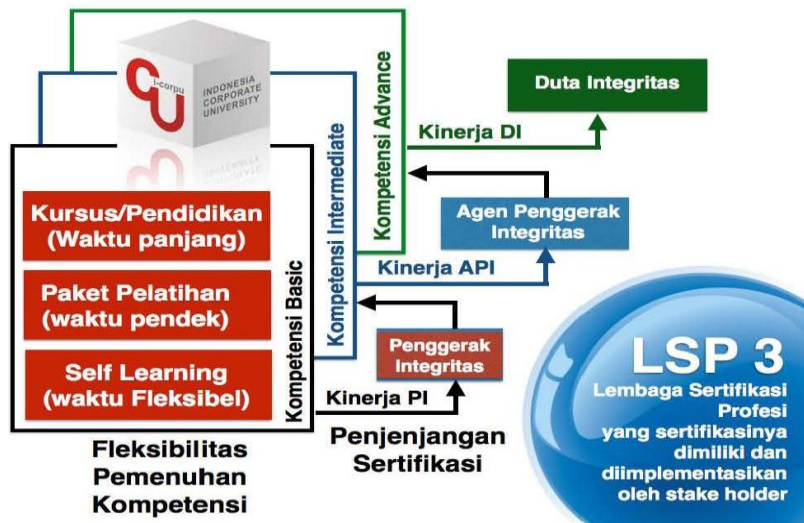 i-corpu
CU
INDONESIA
CORPORATE
UNIVERSITY
Kompetensi Advance
Kompetensi Intermediate
Kompetensi Basic
Kursus/Pendidikan
(Waktu panjang)
Paket Pelatihan
(waktu pendek)
Self Learning
(waktu Fleksibel)
Fleksibilitas
Pemenuhan
Kompetensi
Duta Integritas
Kinerja DI
Agen Penggerak
Integritas
Kinerja API
Penggerak
Integritas
Kinerja PI
Penjenjangan
Sertifikasi
LSP 3
Lembaga Sertifikasi
Profesi
yang sertifikasinya
dimiliki dan
diimplementasikan
oleh stake holder